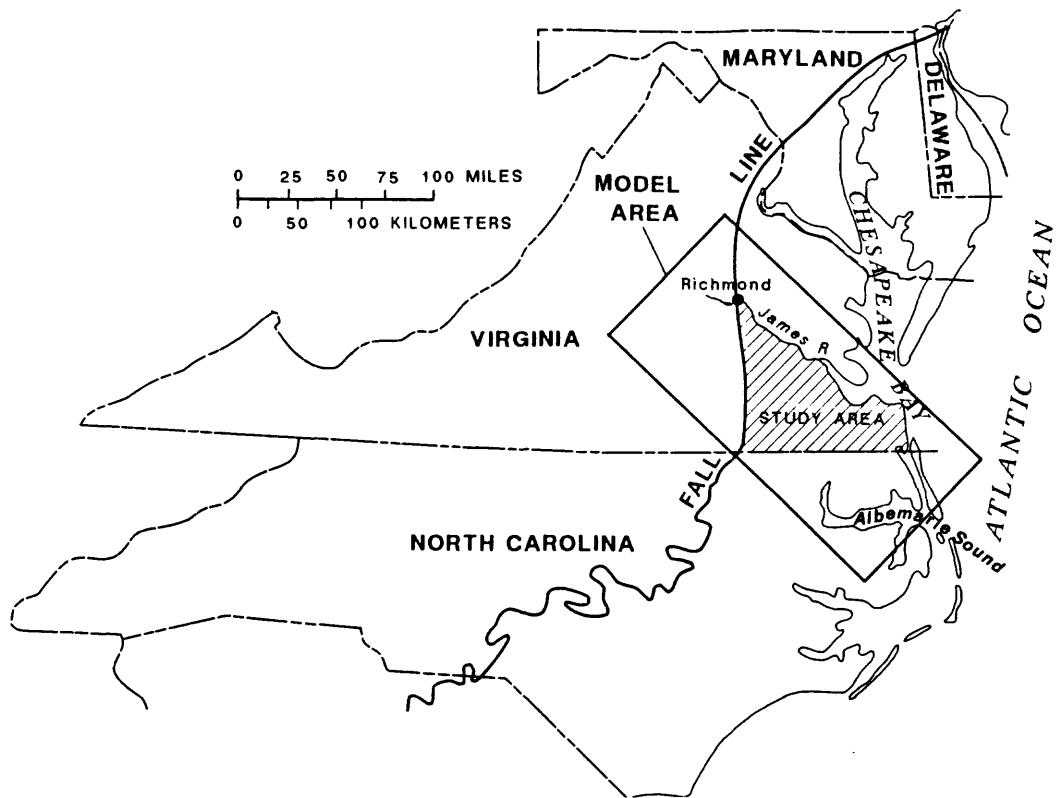 MARYLAND
DELAWARE
0 25 50 75 100 MILES
0 50 100 KILOMETERS
LINE
MODEL
AREA
CHESAPEAKE
BAY
ATLANTIC OCEAN
Richmond
James R
VIRGINIA
STUDY AREA
FALL
Albemarle Sound
NORTH CAROLINA